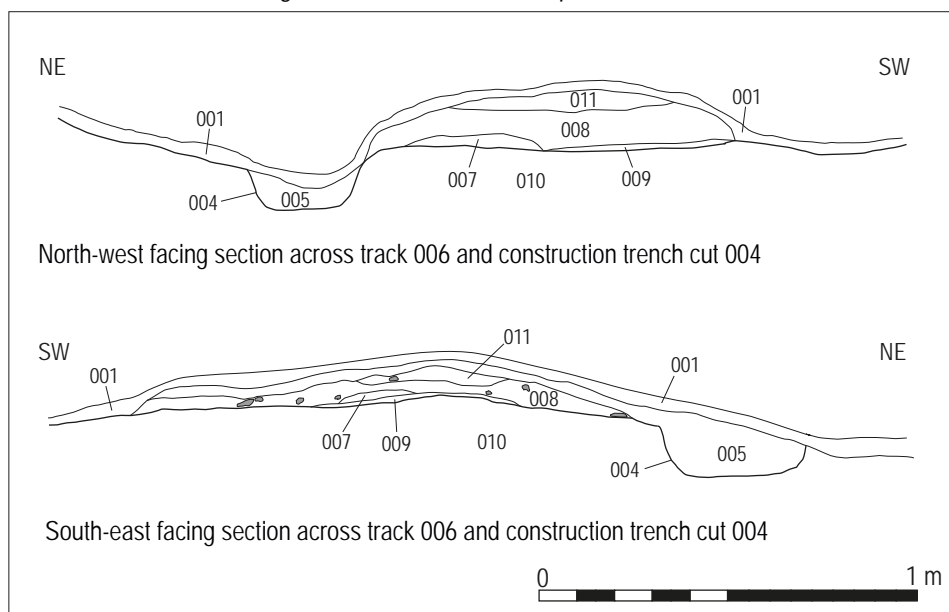 NE SW
001 011 001
008
007 010 009
004 005
North-west facing section across track 006 and construction trench cut 004
SW NE
011
001 001
008
007 009 010 005
004
South-east facing section across track 006 and construction trench cut 004
0 1 m